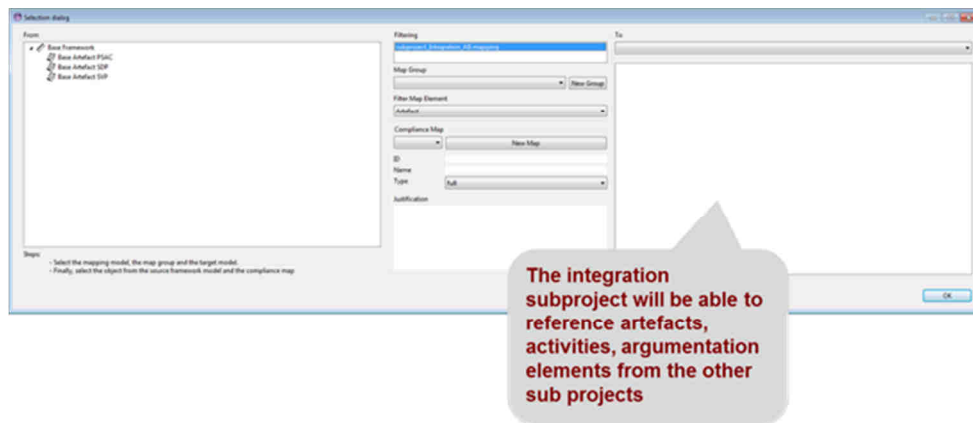 Selection dialog
From
Base Framework
Base Artefact PSAC
Base Artefact SDP
Base Artefact SVP
Steps:
- Select the mapping model, the map group and the target model.
- Finally, select the object from the source framework model and the compliance map
Filtering
subproject_Integration_AB.mapping
Map Group
New Group
Filter Map Element
Artefact
Compliance Map
New Map
ID
Name
Type
full
Justification
To
OK
The integration
subproject will be able to
reference artefacts,
activities, argumentation
elements from the other
sub projects